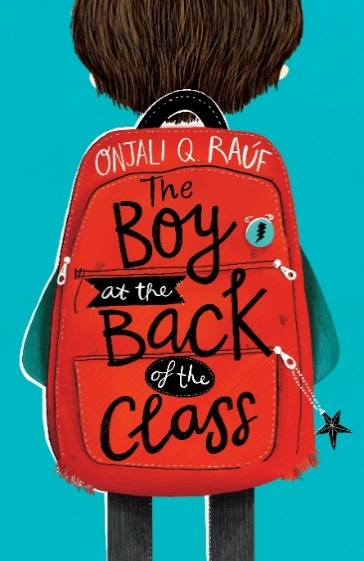 ONJALI Q. RAÚF
The
BOY
at the
BACK
of the
Class